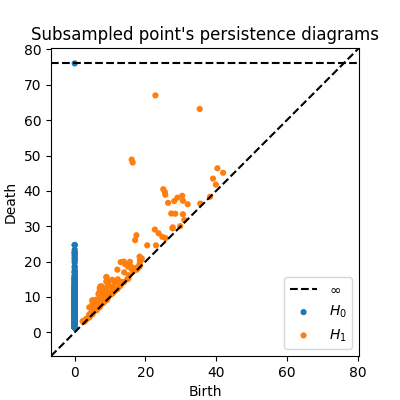 Subsampled point's persistence diagrams
80
70
60
50
40
30
20
10
0
Death
0 20 40 60 80
Birth
∞
H₀
H₁